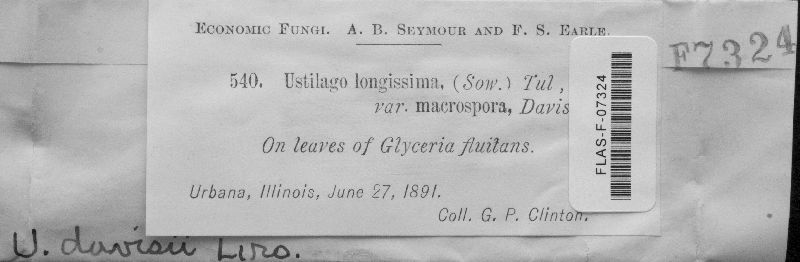 ECONOMIC FUNGI. A. B. SEYMOUR AND F. S. EARLE.
F7324
540. Ustilago longissima, (Sow.) Tul,
var. macrospora, Davis
On leaves of Glyceria fluitans.
Urbana, Illinois, June 27, 1891.
Coll. G. P. Clinton.
FLAS-F-07324
U. davisii Liro.